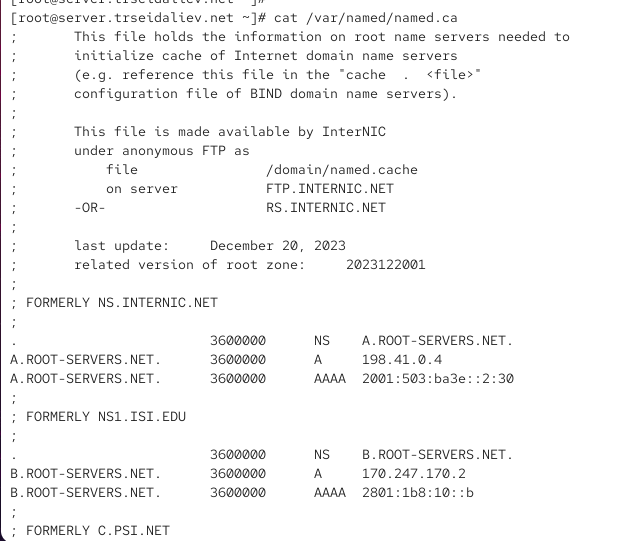 [root@server.trseidaliev.net ~]#
[root@server.trseidaliev.net ~]# cat /var/named/named.ca
;       This file holds the information on root name servers needed to
;       initialize cache of Internet domain name servers
;       (e.g. reference this file in the "cache  .  <file>"
;       configuration file of BIND domain name servers).
;
;       This file is made available by InterNIC
;       under anonymous FTP as
;           file                /domain/named.cache
;           on server           FTP.INTERNIC.NET
;       -OR-                    RS.INTERNIC.NET
;
;       last update:     December 20, 2023
;       related version of root zone:     2023122001
;
; FORMERLY NS.INTERNIC.NET
;
.                        3600000      NS    A.ROOT-SERVERS.NET.
A.ROOT-SERVERS.NET.      3600000      A     198.41.0.4
A.ROOT-SERVERS.NET.      3600000      AAAA  2001:503:ba3e::2:30
;
; FORMERLY NS1.ISI.EDU
;
.                        3600000      NS    B.ROOT-SERVERS.NET.
B.ROOT-SERVERS.NET.      3600000      A     170.247.170.2
B.ROOT-SERVERS.NET.      3600000      AAAA  2801:1b8:10::b
;
; FORMERLY C.PSI.NET